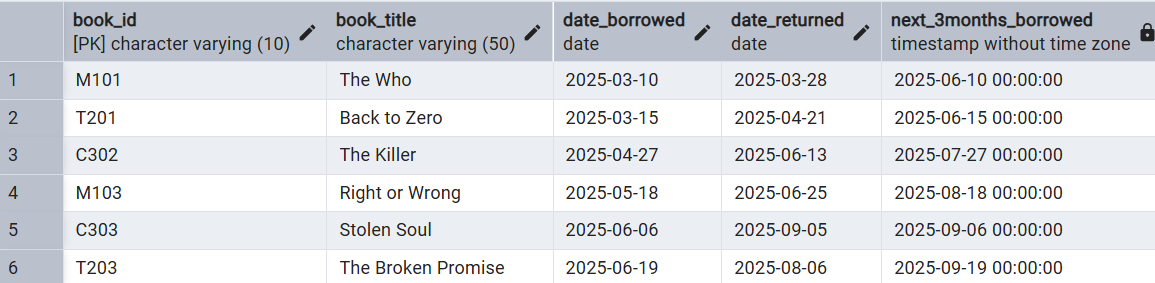 book_id book_title date_borrowed date_returned next_3months_borrowed
[PK] character varying (10) character varying (50) date date timestamp without time zone
1 M101 The Who 2025-03-10 2025-03-28 2025-06-10 00:00:00
2 T201 Back to Zero 2025-03-15 2025-04-21 2025-06-15 00:00:00
3 C302 The Killer 2025-04-27 2025-06-13 2025-07-27 00:00:00
4 M103 Right or Wrong 2025-05-18 2025-06-25 2025-08-18 00:00:00
5 C303 Stolen Soul 2025-06-06 2025-09-05 2025-09-06 00:00:00
6 T203 The Broken Promise 2025-06-19 2025-08-06 2025-09-19 00:00:00